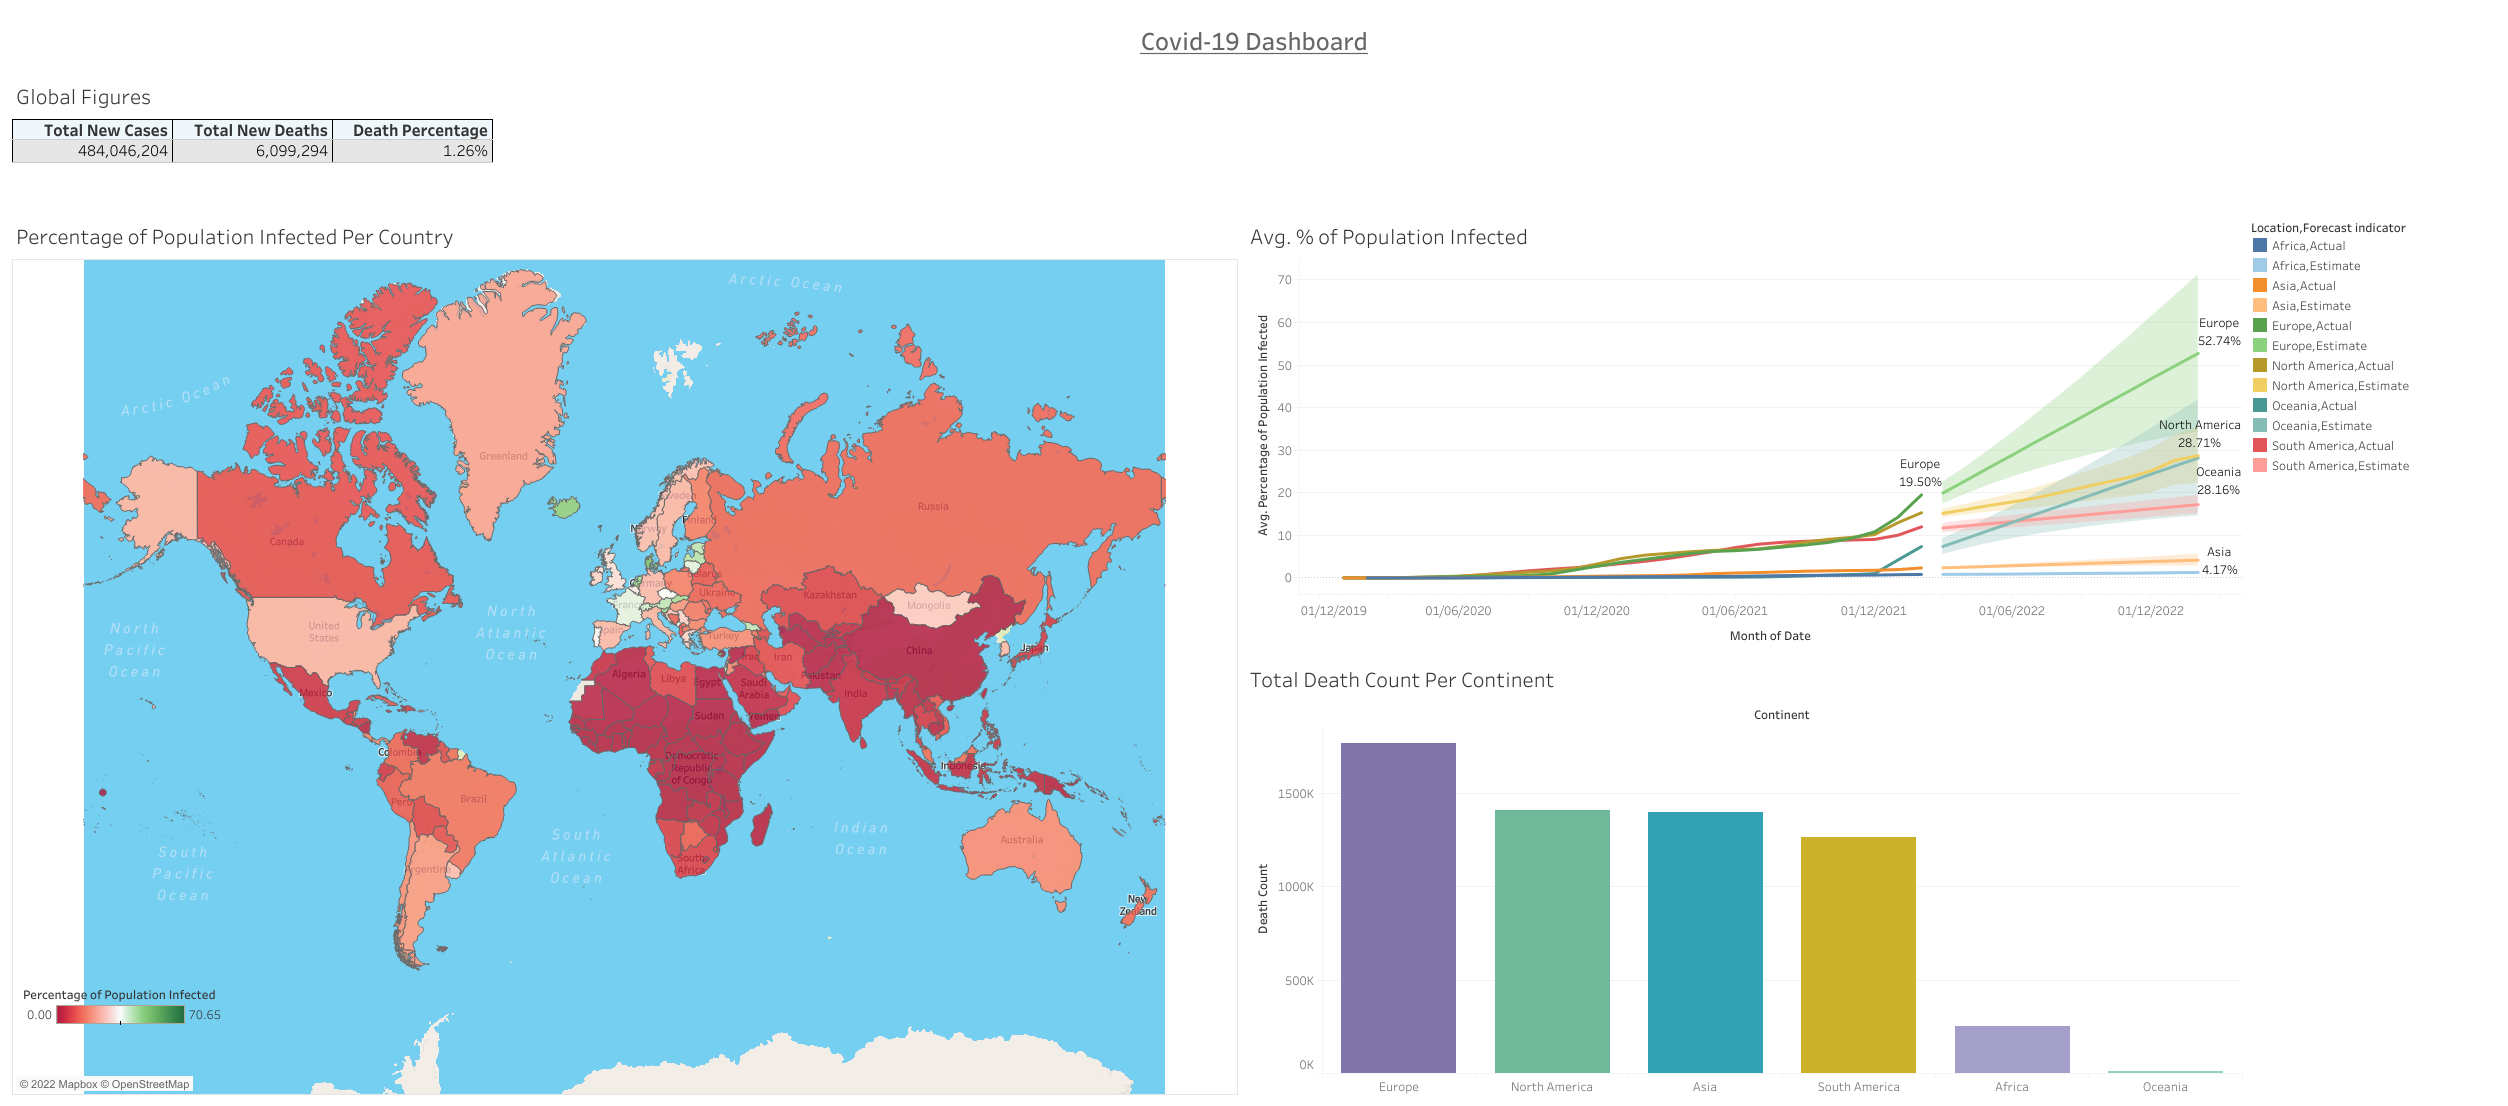 Covid-19 Dashboard
Global Figures
Total New Cases Total New Deaths Death Percentage
484,046,204 6,099,294 1.26%
Percentage of Population Infected Per Country
Arctic Ocean
Arctic Ocean
Greenland
Sweden
Norway
Finland
Russia
Canada
Germany
Belarus
Ukraine
France
Kazakhstan
Mongolia
North
Atlantic
Ocean
North
Pacific
Ocean
United
States
Spain
Turkey
China
Japan
Iraq
Iran
Pakistan
Algeria
Libya
Egypt
Saudi
Arabia
India
Mexico
Sudan
Yemen
Colombia
Democratic
Republic
of Congo
Indonesia
Peru
Brazil
South
Pacific
Ocean
South
Atlantic
Ocean
Indian
Ocean
Australia
South
Africa
Argentina
New
Zealand
Percentage of Population Infected
0.00 70.65
© 2022 Mapbox © OpenStreetMap
Avg. % of Population Infected
Avg. Percentage of Population Infected
70
60
50
40
30
20
10
0
Europe
52.74%
North America
28.71%
Europe
19.50%
Oceania
28.16%
Asia
4.17%
01/12/2019 01/06/2020 01/12/2020 01/06/2021 01/12/2021 01/06/2022 01/12/2022
Month of Date
Location,Forecast indicator
Africa,Actual
Africa,Estimate
Asia,Actual
Asia,Estimate
Europe,Actual
Europe,Estimate
North America,Actual
North America,Estimate
Oceania,Actual
Oceania,Estimate
South America,Actual
South America,Estimate
Total Death Count Per Continent
Continent
Death Count
1500K
1000K
500K
0K
Europe North America Asia South America Africa Oceania